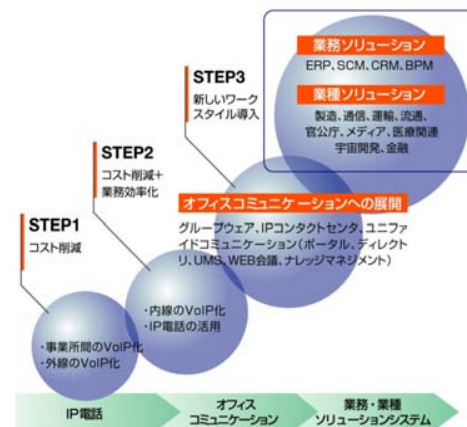 業務ソリューション
ERP、SCM、CRM、BPM
業種ソリューション
製造、通信、運輸、流通、
官公庁、メディア、医療関連
宇宙開発、金融
STEP3
新しいワーク
スタイル導入
STEP2
コスト削減＋
業務効率化
オフィスコミュニケーションへの展開
グループウェア、IPコンタクトセンタ、ユニファ
イドコミュニケーション（ポータル、ディレクト
リ、UMS、WEB会議、ナレッジマネジメント）
STEP1
コスト削減
・内線のVoIP化
・IP電話の活用
・事業所間のVoIP化
・外線のVoIP化
IP電話
オフィス
コミュニケーション
業務・業種
ソリューションシステム